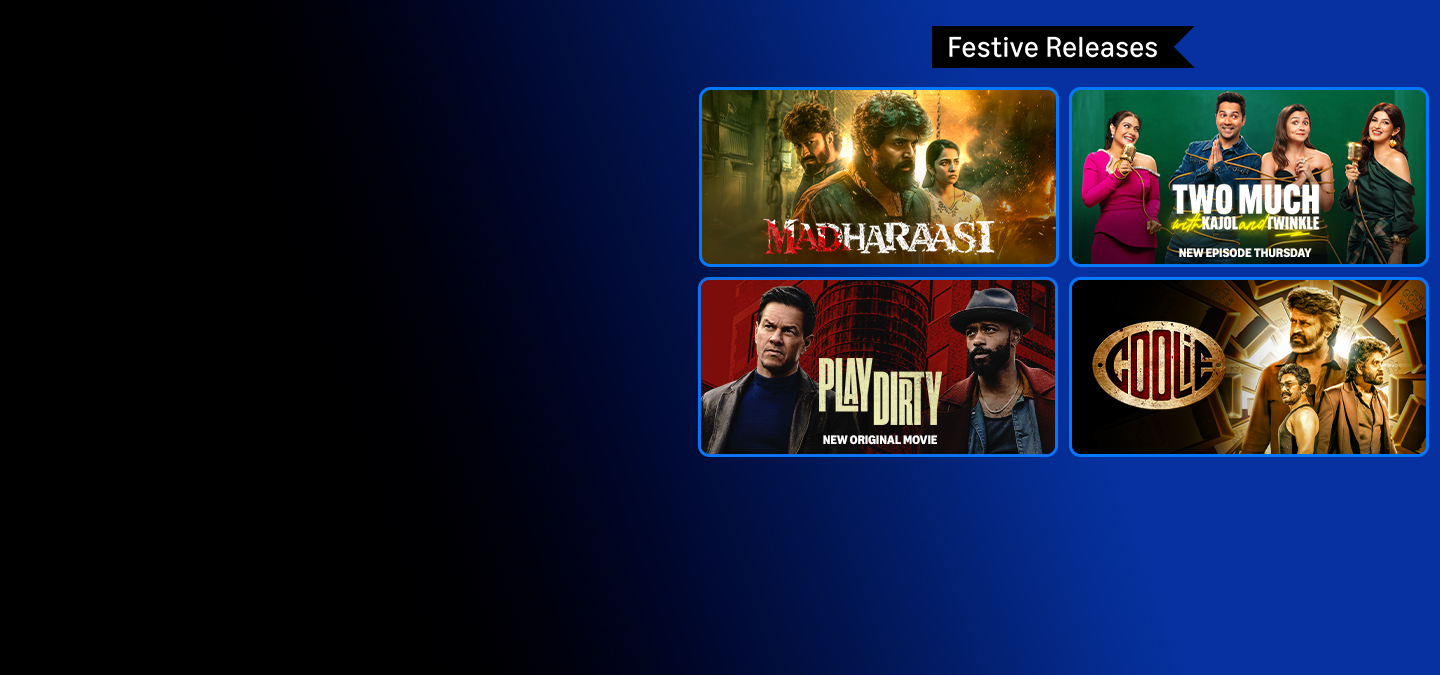 Festive Releases
MADHARAASI
TWO MUCH
with KAJOL and TWINKLE
NEW EPISODE THURSDAY
PLAY DIRTY
NEW ORIGINAL MOVIE
COOLiE